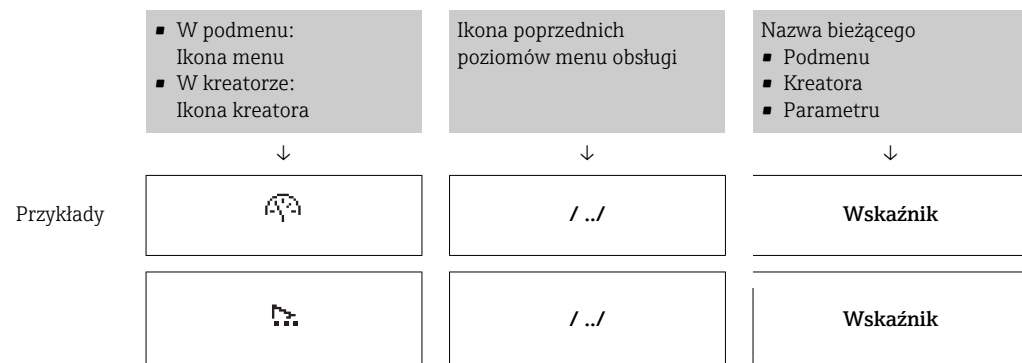 ▪ W podmenu:
Ikona menu
▪ W kreatorze:
Ikona kreatora
Ikona poprzednich
poziomów menu obsługi
Nazwa bieżącego
▪ Podmenu
▪ Kreatora
▪ Parametru
↓ ↓ ↓
Przykłady
/ ../
Wskaźnik
/ ../
Wskaźnik